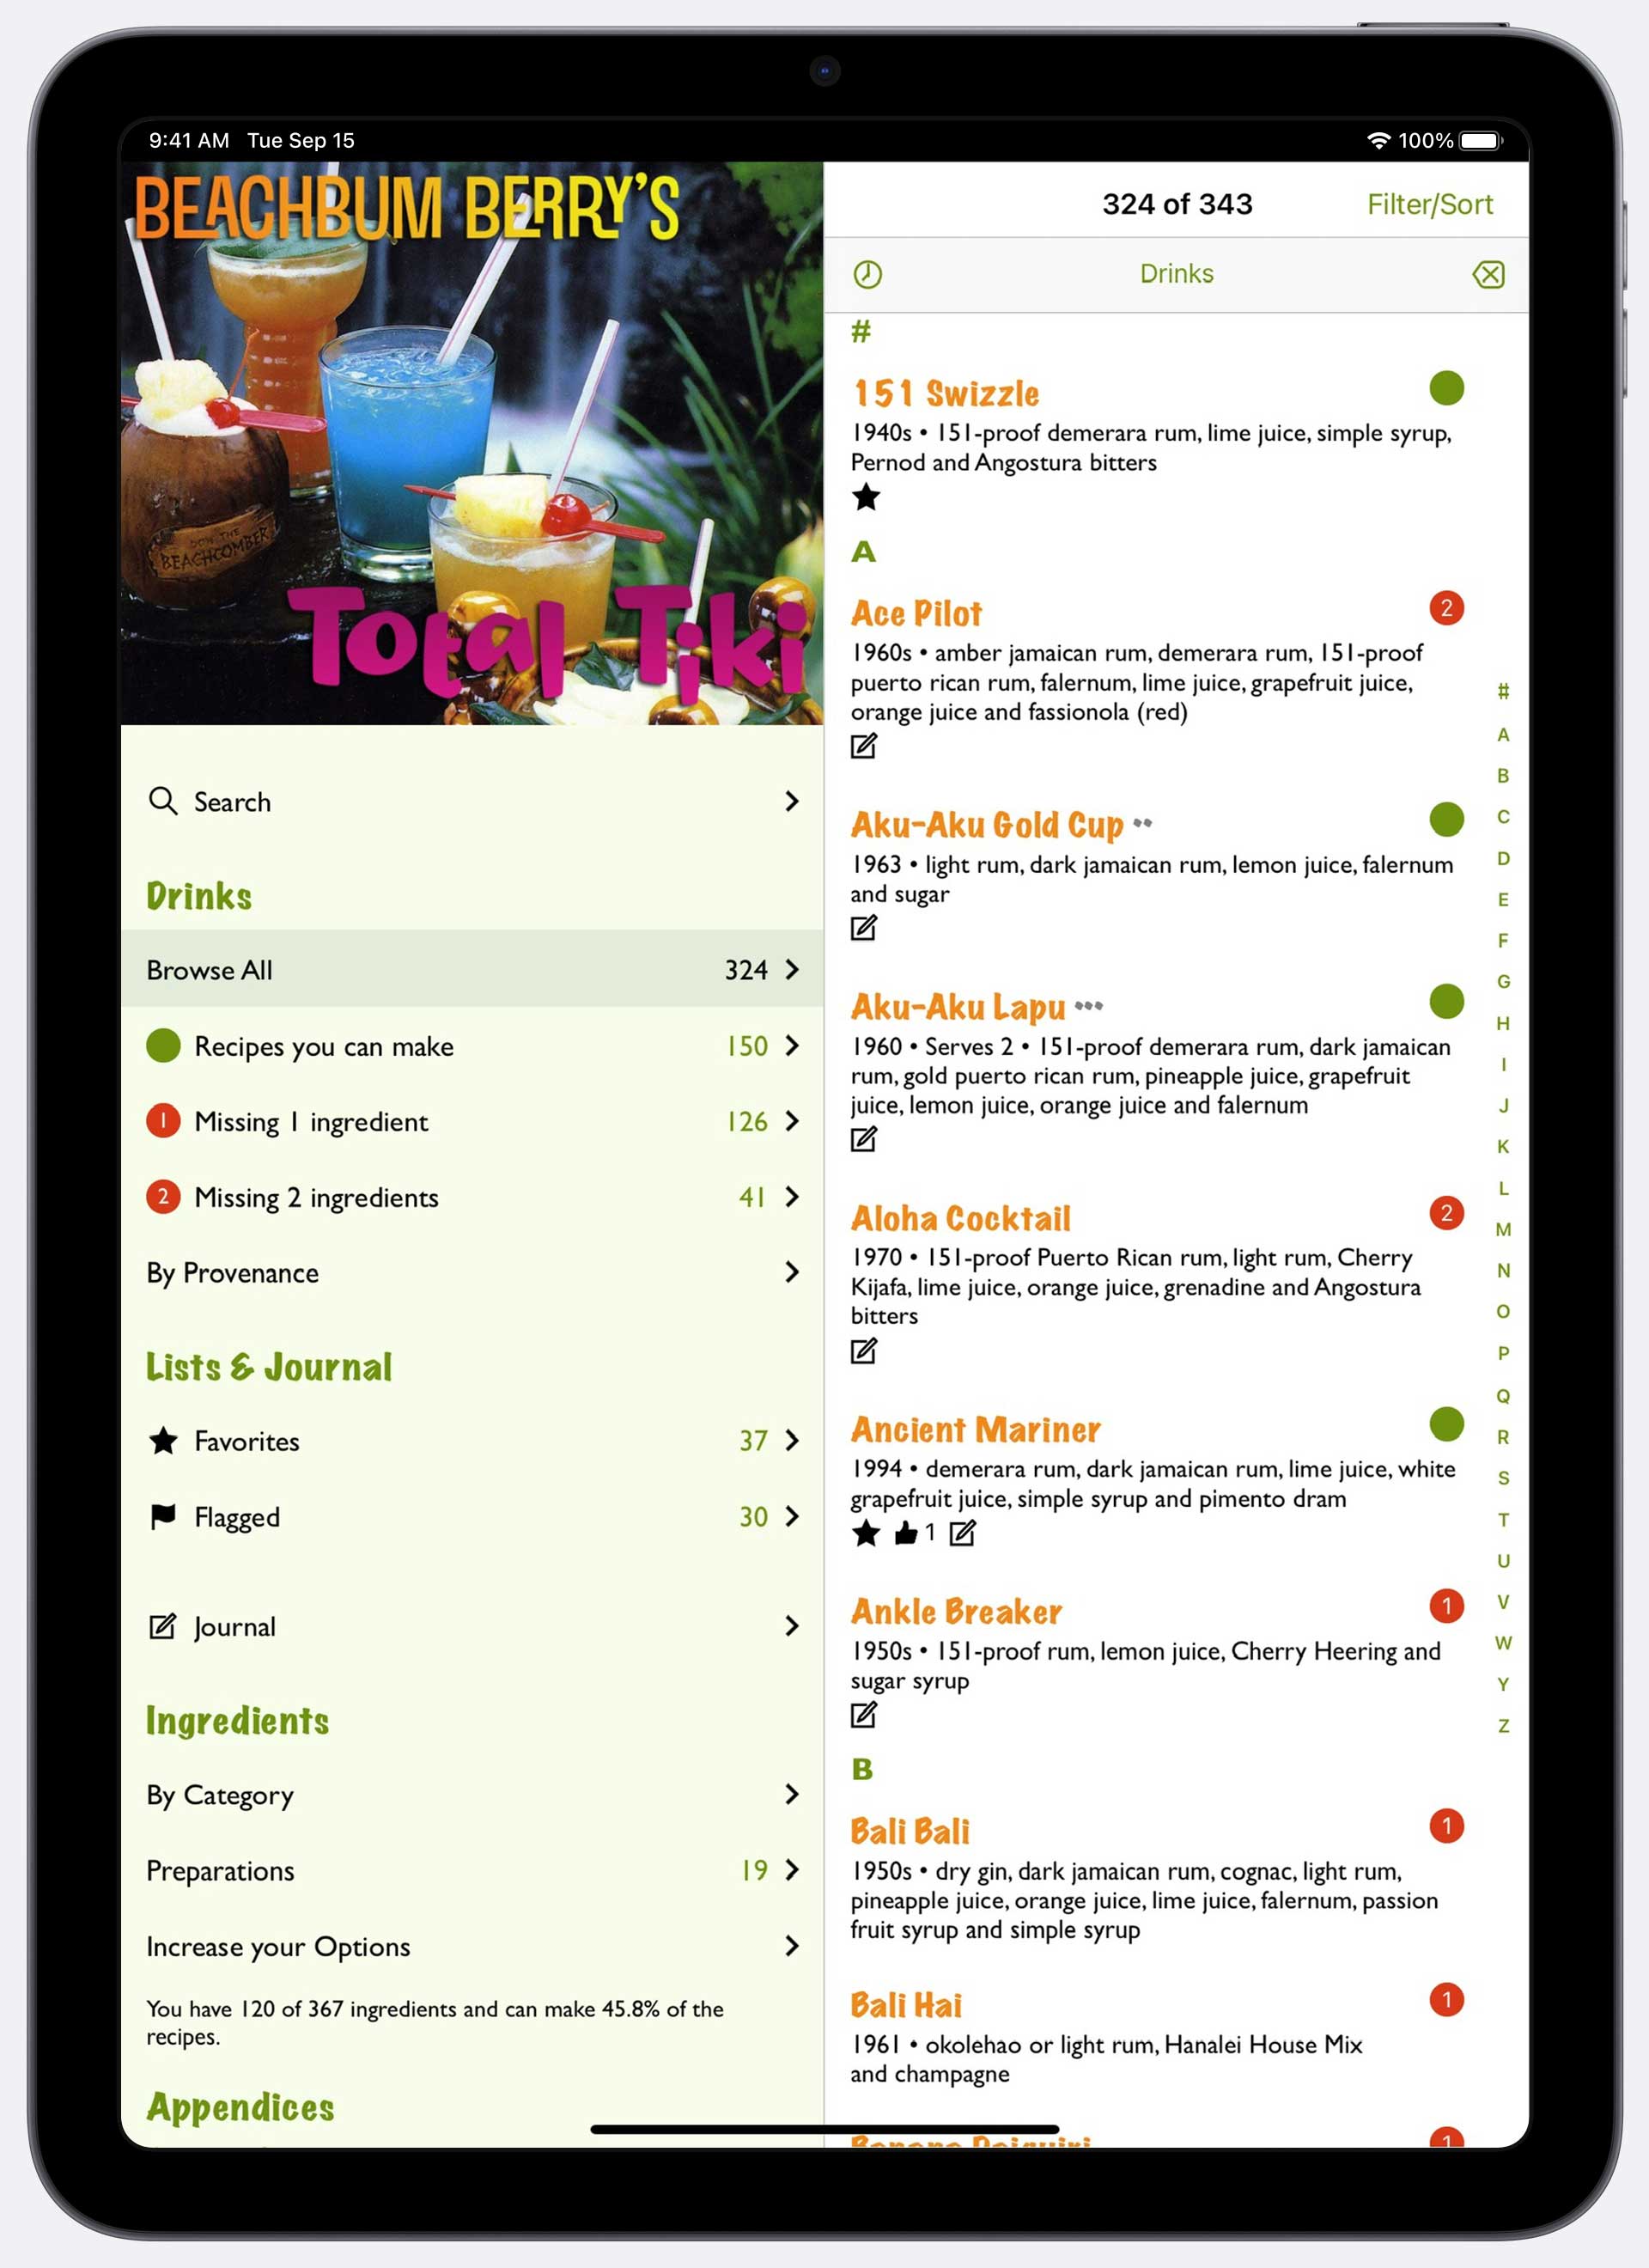 9:41 AM Tue Sep 15
100%
BEACHBUM BERRY'S
DON THE
BEACHCOMBER
Total Tiki
Search
Drinks
Browse All 324
Recipes you can make 150
1 Missing 1 ingredient 126
2 Missing 2 ingredients 41
By Provenance
Lists & Journal
Favorites 37
Flagged 30
Journal
Ingredients
By Category
Preparations 19
Increase your Options
You have 120 of 367 ingredients and can make 45.8% of the
recipes.
Appendices
324 of 343 Filter/Sort
Drinks
#
151 Swizzle
1940s • 151-proof demerara rum, lime juice, simple syrup,
Pernod and Angostura bitters
A
Ace Pilot 2
1960s • amber jamaican rum, demerara rum, 151-proof
puerto rican rum, falernum, lime juice, grapefruit juice,
orange juice and fassionola (red)
Aku-Aku Gold Cup ••
1963 • light rum, dark jamaican rum, lemon juice, falernum
and sugar
Aku-Aku Lapu •••
1960 • Serves 2 • 151-proof demerara rum, dark jamaican
rum, gold puerto rican rum, pineapple juice, grapefruit
juice, lemon juice, orange juice and falernum
Aloha Cocktail 2
1970 • 151-proof Puerto Rican rum, light rum, Cherry
Kijafa, lime juice, orange juice, grenadine and Angostura
bitters
Ancient Mariner
1994 • demerara rum, dark jamaican rum, lime juice, white
grapefruit juice, simple syrup and pimento dram
1
Ankle Breaker 1
1950s • 151-proof rum, lemon juice, Cherry Heering and
sugar syrup
B
Bali Bali 1
1950s • dry gin, dark jamaican rum, cognac, light rum,
pineapple juice, orange juice, lime juice, falernum, passion
fruit syrup and simple syrup
Bali Hai 1
1961 • okolehao or light rum, Hanalei House Mix
and champagne
Banana Daiquiri 1
#
A
B
C
D
E
F
G
H
I
J
K
L
M
N
O
P
Q
R
S
T
U
V
W
Y
Z